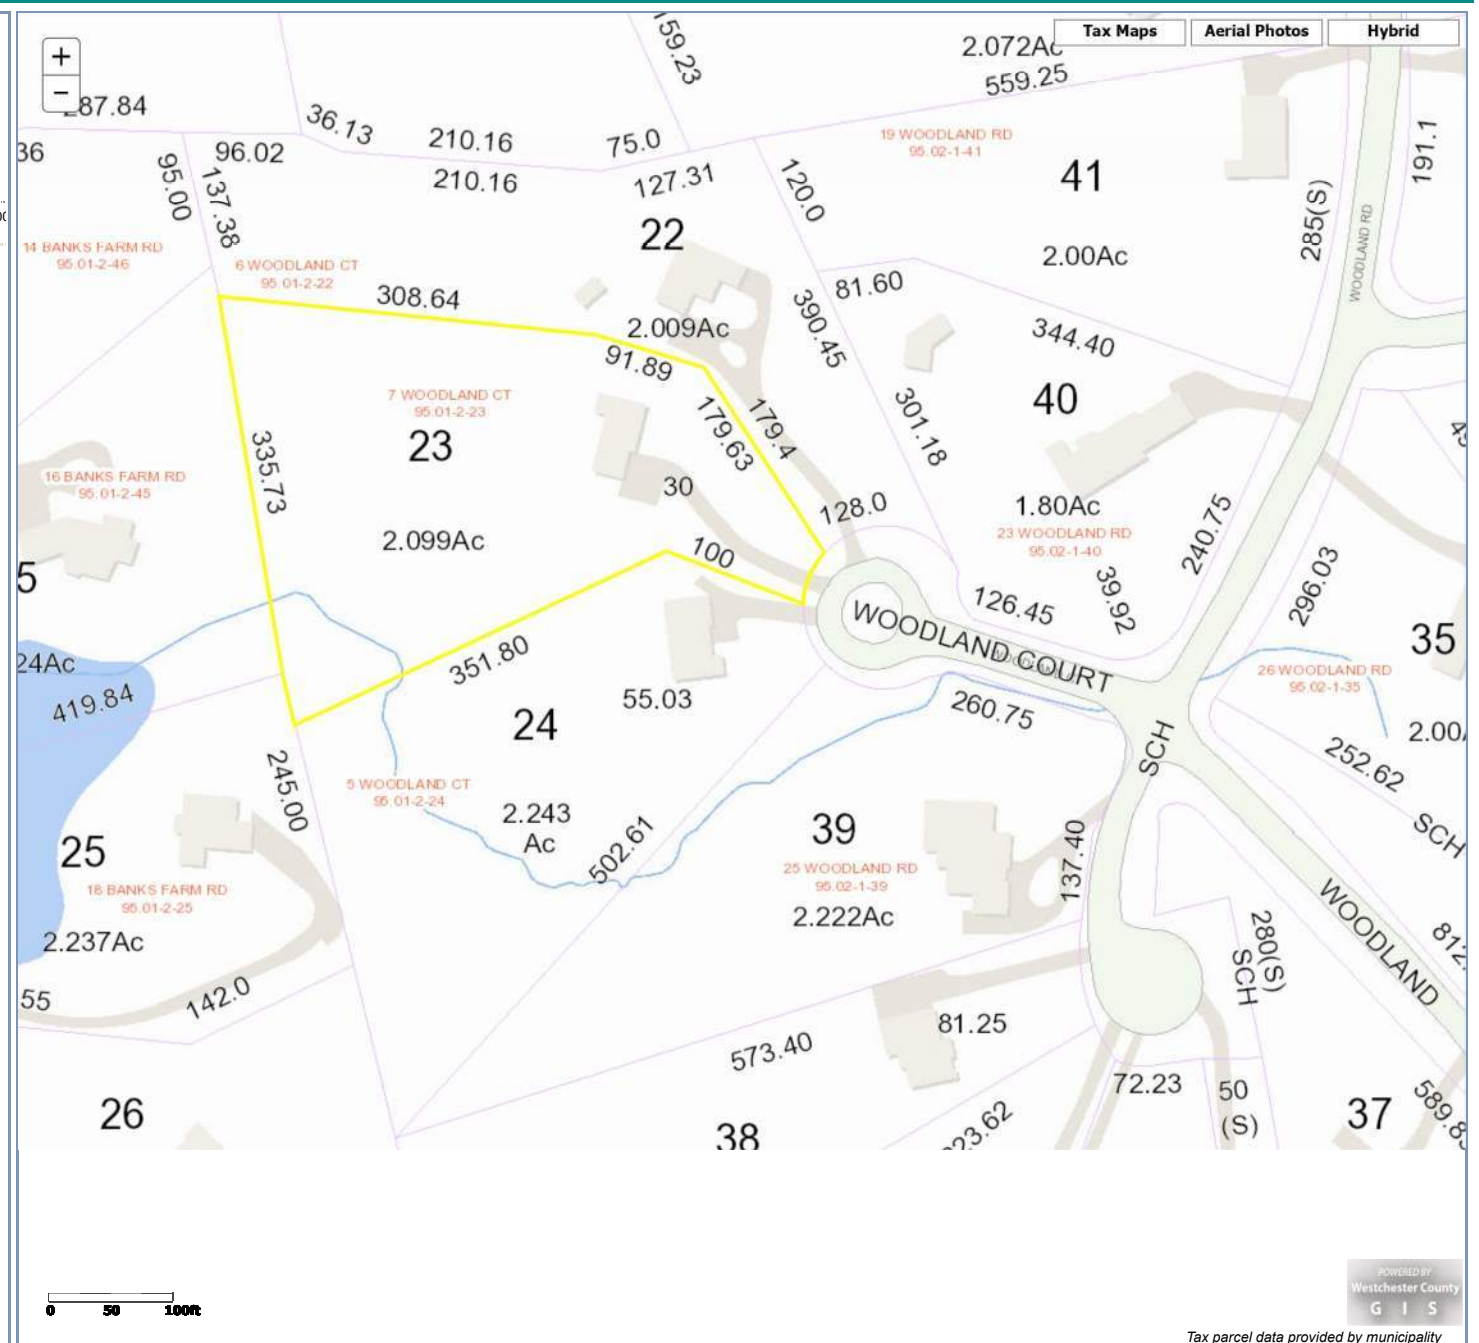 +
−
Tax Maps
Aerial Photos
Hybrid
159.23
2.072Ac
559.25
287.84
36.13
210.16
75.0
36
96.02
210.16
127.31
95.00
137.38
120.0
19 WOODLAND RD
95.02-1-41
41
191.1
22
285(S)
WOODLAND RD
14 BANKS FARM RD
95.01-2-46
6 WOODLAND CT
95.01-2-22
2.00Ac
308.64
2.009Ac
81.60
390.45
344.40
91.89
7 WOODLAND CT
95.01-2-23
23
40
179.63
179.4
301.18
335.73
16 BANKS FARM RD
95.01-2-45
30
128.0
1.80Ac
23 WOODLAND RD
95.02-1-40
240.75
2.099Ac
100
5
39.92
126.45
296.03
WOODLAND COURT
35
24Ac
419.84
351.80
26 WOODLAND RD
95.02-1-35
55.03
260.75
24
SCH
2.00
252.62
245.00
5 WOODLAND CT
95.01-2-24
2.243
Ac
502.61
39
137.40
SCH
25
25 WOODLAND RD
95.02-1-39
18 BANKS FARM RD
95.01-2-25
2.222Ac
WOODLAND
280(S)
SCH
812.
2.237Ac
55
142.0
81.25
573.40
72.23
50
(S)
589.8
26
38
23.62
37
0 50 100ft
POWERED BY
Westchester County
G I S
Tax parcel data provided by municipality